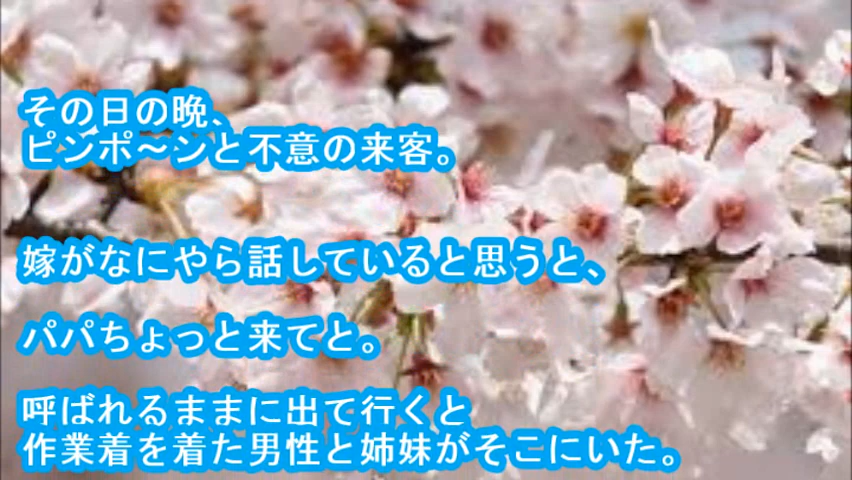 その日の晩、
ピンポ～ンと不意の来客。
嫁がなにやら話していると思うと、
パパちょっと来てと。
呼ばれるままに出て行くと
作業着を着た男性と姉妹がそこにいた。